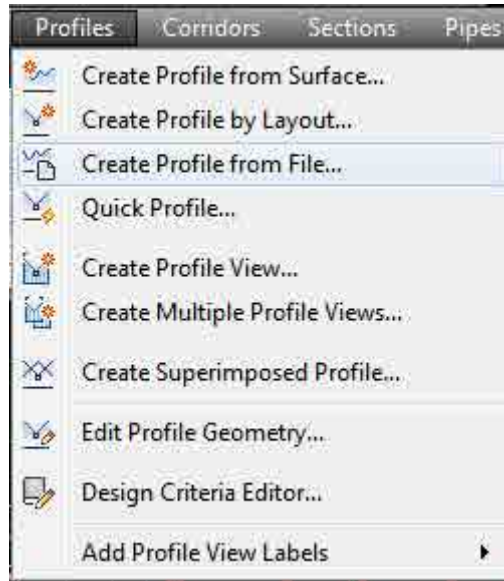 Profiles Corridors Sections Pipes
Create Profile from Surface...
Create Profile by Layout...
Create Profile from File...
Quick Profile...
Create Profile View...
Create Multiple Profile Views...
Create Superimposed Profile...
Edit Profile Geometry...
Design Criteria Editor...
Add Profile View Labels